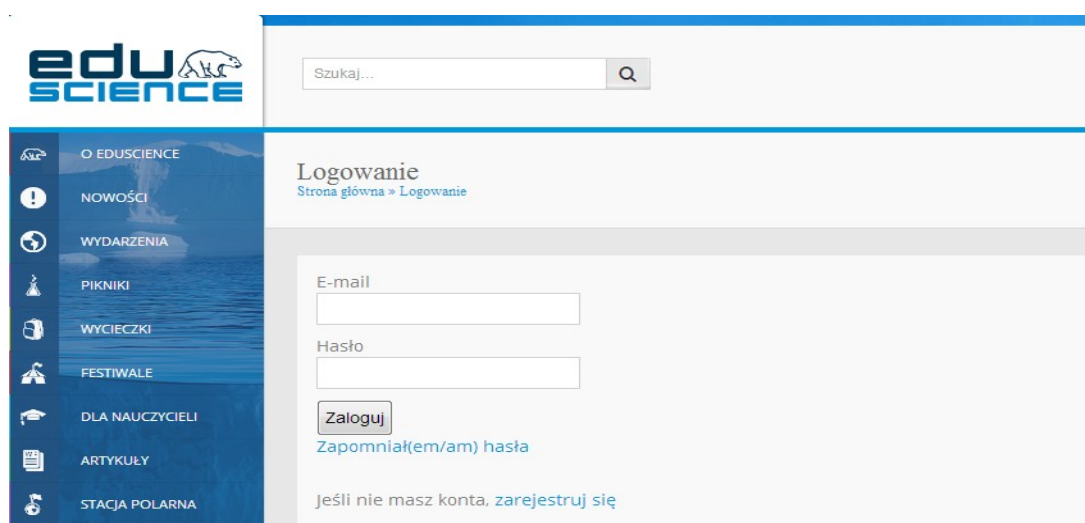 edu
SCIENCE
Szukaj...
O EDUSCIENCE
NOWOŚCI
WYDARZENIA
PIKNIKI
WYCIECZKI
FESTIWALE
DLA NAUCZYCIELI
ARTYKUŁY
STACJA POLARNA
Logowanie
Strona główna » Logowanie
E-mail
Hasło
Zaloguj
Zapomniał(em/am) hasła
Jeśli nie masz konta, zarejestruj się